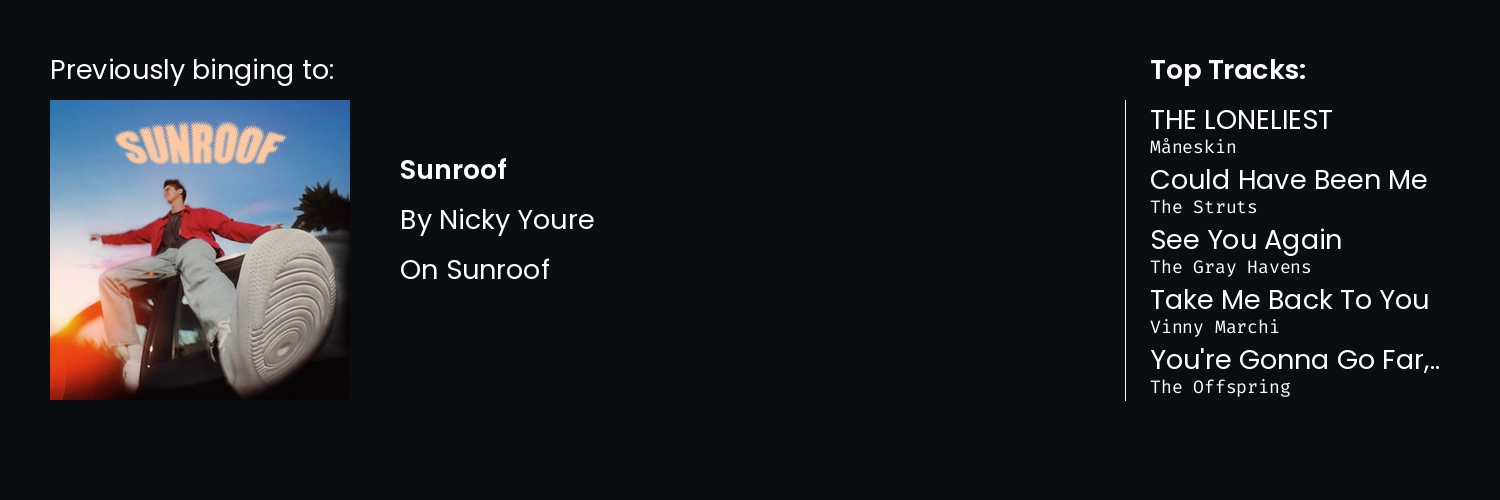 Previously binging to:
SUNROOF
Sunroof
By Nicky Youre
On Sunroof
Top Tracks:
THE LONELIEST
Måneskin
Could Have Been Me
The Struts
See You Again
The Gray Havens
Take Me Back To You
Vinny Marchi
You're Gonna Go Far,..
The Offspring